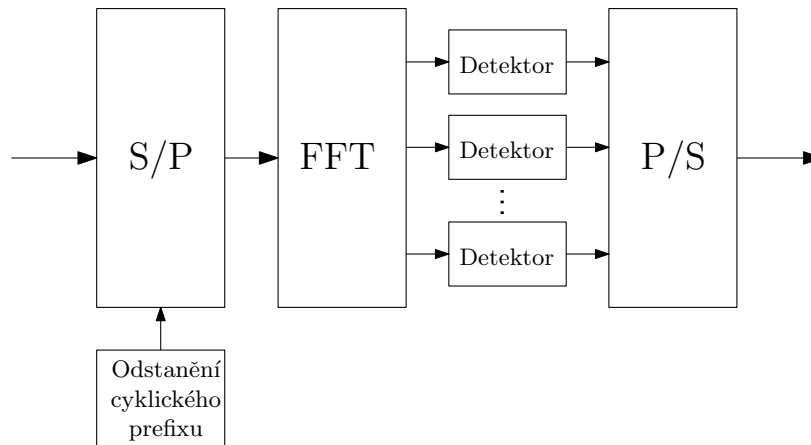 S/P
FFT
Detektor
Detektor
Detektor
P/S
Odstanění
cyklického
prefixu